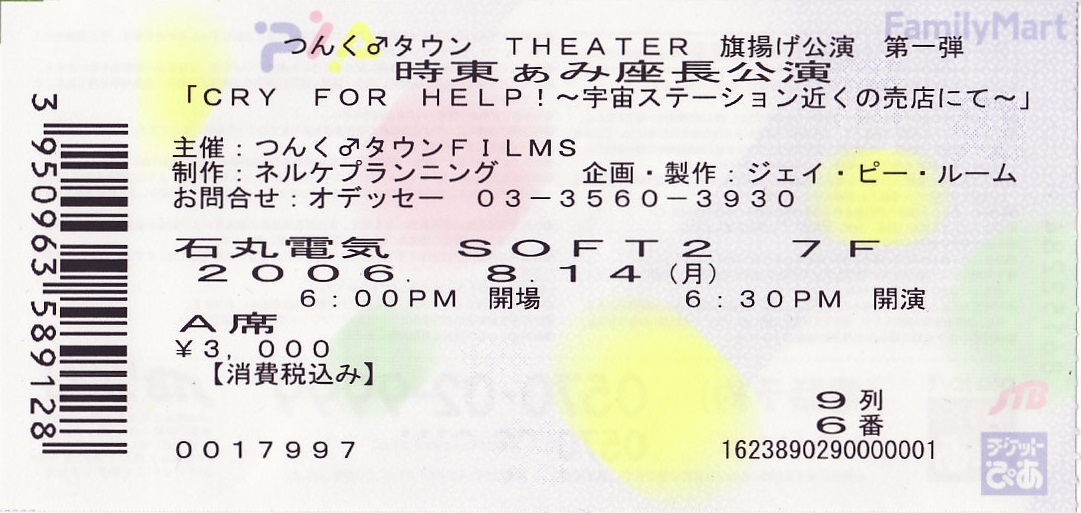 PIA
FamilyMart
つんく♂タウン THEATER 旗揚げ公演 第一弾
時東ぁみ座長公演
「CRY FOR HELP!~宇宙ステーション近くの売店にて~」
主催:つんく♂タウンFILMS
制作:ネルケプランニング 企画・製作:ジェイ・ピー・ルーム
お問合せ:オデッセー 03-3560-3930
石丸電気 SOFT2 7F
2006. 8.14(月)
6:00PM 開場 6:30PM 開演
A席
¥3,000
【消費税込み】
9列
6番
0017997
1623890290000001
JTB
チケット
ぴあ
3950963589128